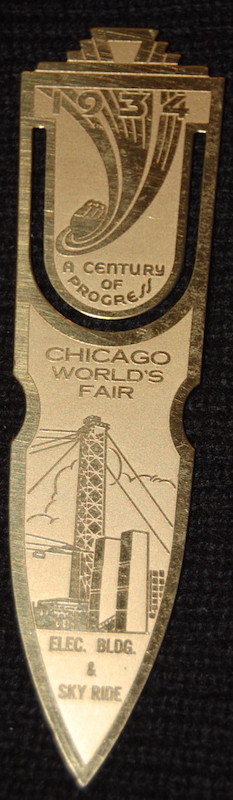 1934
A CENTURY
OF
PROGRESS
CHICAGO
WORLD'S
FAIR
ELEC. BLDG.
&
SKY RIDE